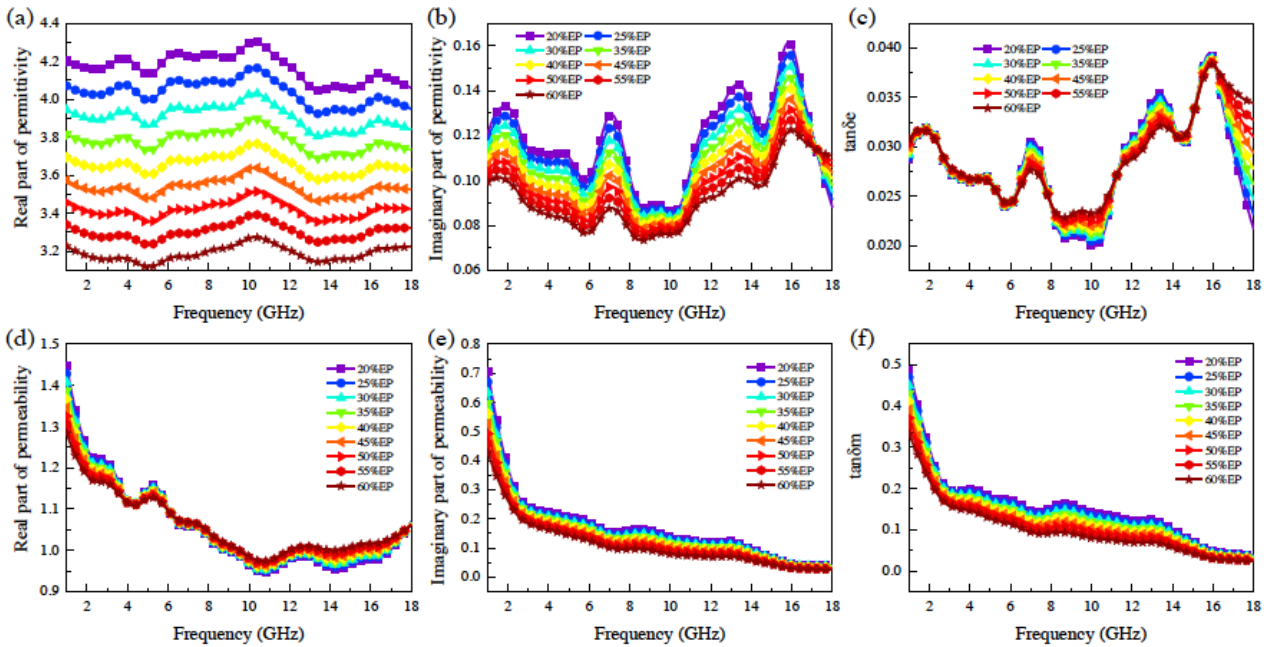 (a)
Real part of permittivity
4.4
4.2
4.0
3.8
3.6
3.4
3.2
2 4 6 8 10 12 14 16 18
Frequency (GHz)
(b)
Imaginary part of permittivity
0.16
0.14
0.12
0.10
0.08
0.06
20%EP 25%EP
30%EP 35%EP
40%EP 45%EP
50%EP 55%EP
60%EP
2 4 6 8 10 12 14 16 18
Frequency (GHz)
(c)
tanδe
0.040
0.035
0.030
0.025
0.020
20%EP 25%EP
30%EP 35%EP
40%EP 45%EP
50%EP 55%EP
60%EP
2 4 6 8 10 12 14 16 18
Frequency (GHz)
(d)
Real part of permeability
1.5
1.4
1.3
1.2
1.1
1.0
0.9
20%EP
25%EP
30%EP
35%EP
40%EP
45%EP
50%EP
55%EP
60%EP
2 4 6 8 10 12 14 16 18
Frequency (GHz)
(e)
Imaginary part of permeability
0.8
0.7
0.6
0.5
0.4
0.3
0.2
0.1
0.0
20%EP
25%EP
30%EP
35%EP
40%EP
45%EP
50%EP
55%EP
60%EP
2 4 6 8 10 12 14 16 18
Frequency (GHz)
(f)
tanδm
0.5
0.4
0.3
0.2
0.1
0.0
20%EP
25%EP
30%EP
35%EP
40%EP
45%EP
50%EP
55%EP
60%EP
2 4 6 8 10 12 14 16 18
Frequency (GHz)